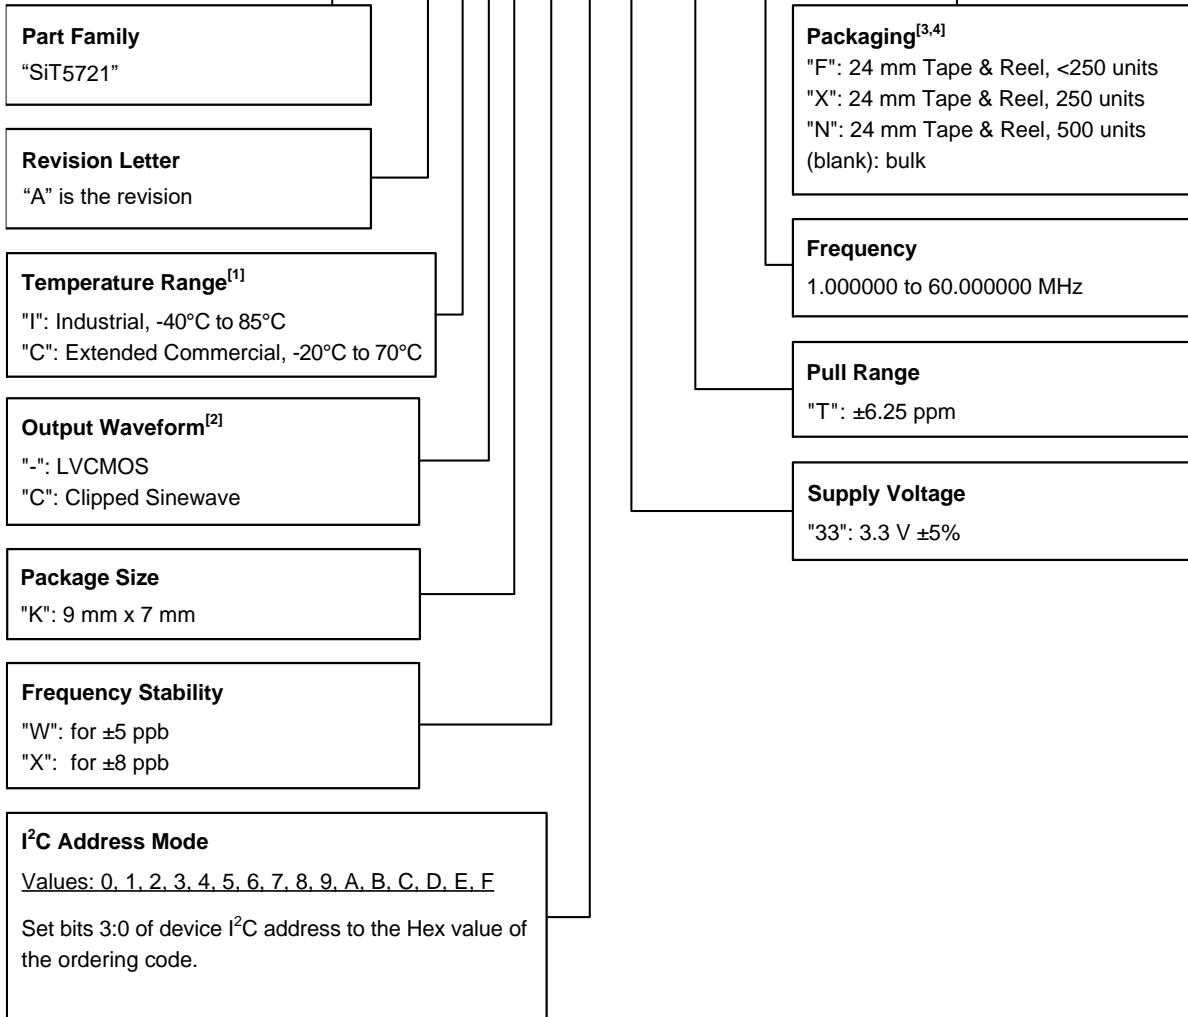 Part Family
“SiT5721”
Revision Letter
“A” is the revision
Temperature Range[1]
"I": Industrial, -40°C to 85°C
"C": Extended Commercial, -20°C to 70°C
Output Waveform[2]
"-": LVCMOS
"C": Clipped Sinewave
Package Size
"K": 9 mm x 7 mm
Frequency Stability
"W": for ±5 ppb
"X": for ±8 ppb
I2C Address Mode
Values: 0, 1, 2, 3, 4, 5, 6, 7, 8, 9, A, B, C, D, E, F
Set bits 3:0 of device I2C address to the Hex value of
the ordering code.
Packaging[3,4]
"F": 24 mm Tape & Reel, <250 units
"X": 24 mm Tape & Reel, 250 units
"N": 24 mm Tape & Reel, 500 units
(blank): bulk
Frequency
1.000000 to 60.000000 MHz
Pull Range
"T": ±6.25 ppm
Supply Voltage
"33": 3.3 V ±5%